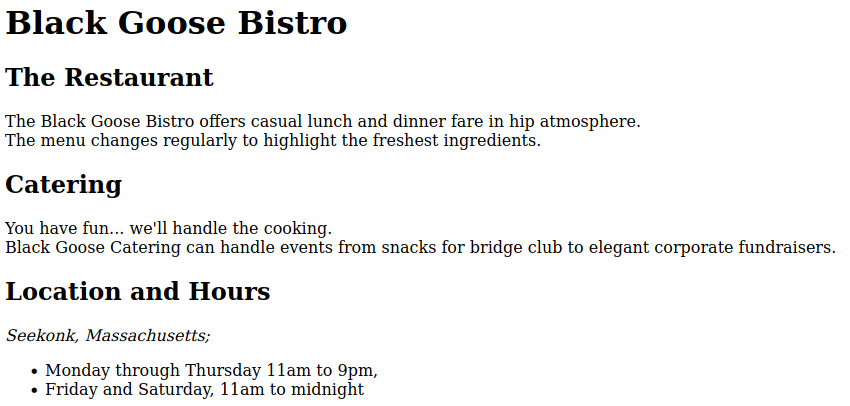 Black Goose Bistro
The Restaurant
The Black Goose Bistro offers casual lunch and dinner fare in hip atmosphere.
The menu changes regularly to highlight the freshest ingredients.
Catering
You have fun... we'll handle the cooking.
Black Goose Catering can handle events from snacks for bridge club to elegant corporate fundraisers.
Location and Hours
Seekonk, Massachusetts;
• Monday through Thursday 11am to 9pm,
• Friday and Saturday, 11am to midnight